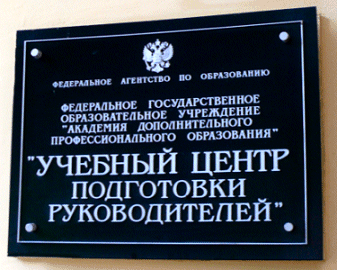 ФЕДЕРАЛЬНОЕ АГЕНТСТВО ПО ОБРАЗОВАНИЮ
ФЕДЕРАЛЬНОЕ ГОСУДАРСТВЕННОЕ
ОБРАЗОВАТЕЛЬНОЕ УЧРЕЖДЕНИЕ
"АКАДЕМИЯ ДОПОЛНИТЕЛЬНОГО
ПРОФЕССИОНАЛЬНОГО ОБРАЗОВАНИЯ"
"УЧЕБНЫЙ ЦЕНТР
ПОДГОТОВКИ
РУКОВОДИТЕЛЕЙ"